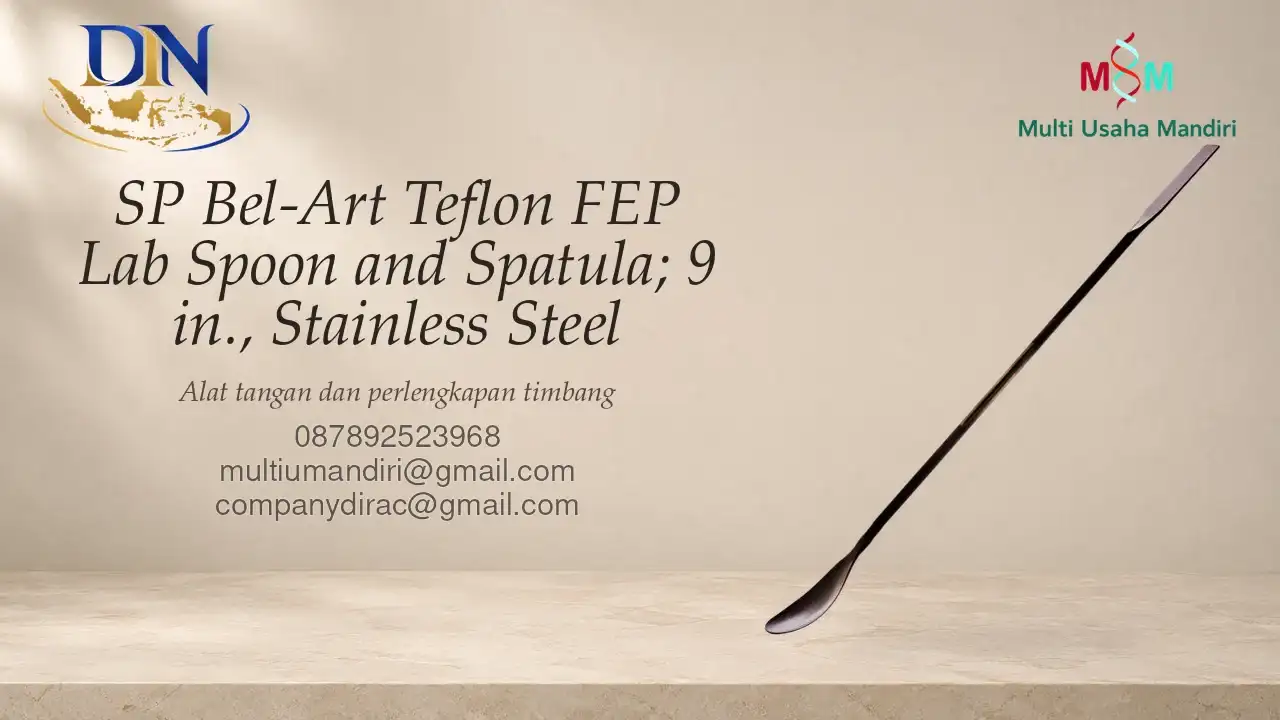 DIN
MSM
Multi Usaha Mandiri
SP Bel-Art Teflon FEP
Lab Spoon and Spatula; 9
in., Stainless Steel
Alat tangan dan perlengkapan timbang
087892523968
multiumandiri@gmail.com
companydirac@gmail.com